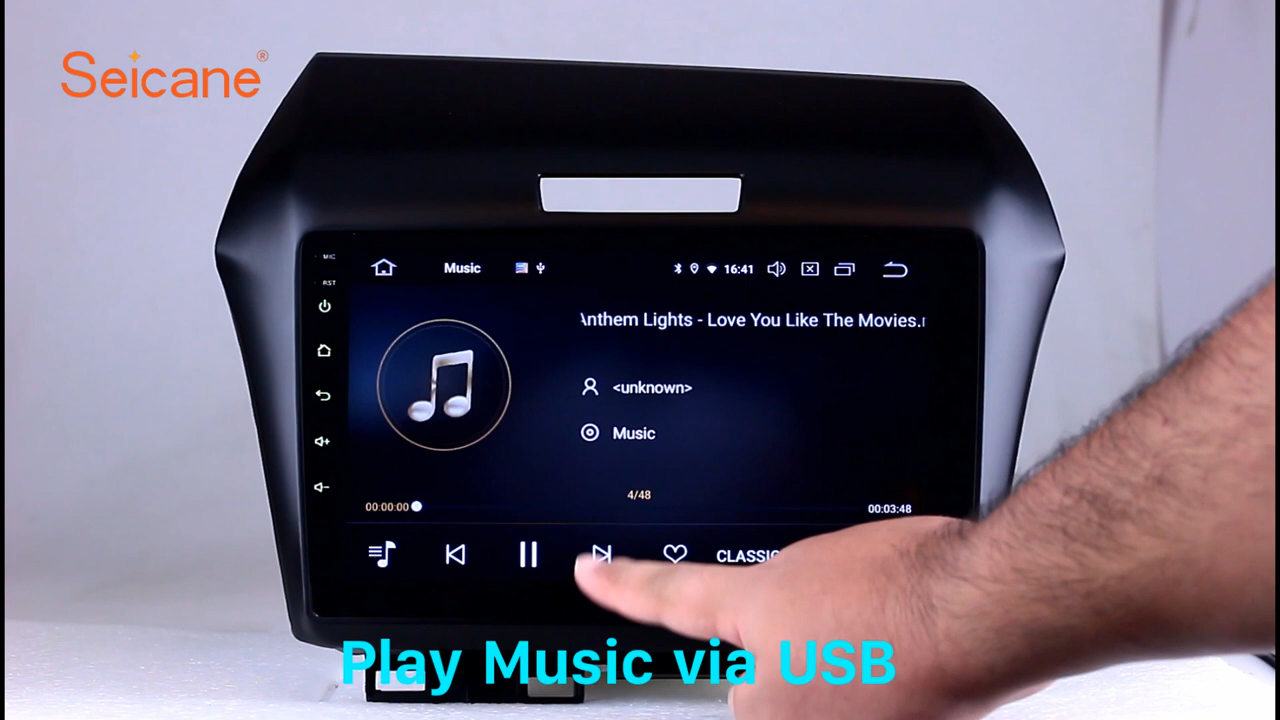 Seicane®
MIC
RST
Music
16:41
Anthem Lights - Love You Like The Movies.
<unknown>
Music
4/48
00:00:00
00:03:48
CLASSIC
Play Music via USB